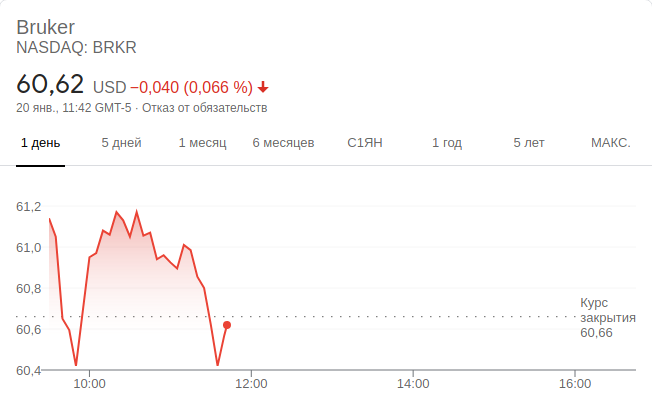 Bruker
NASDAQ: BRKR
60,62 USD −0,040 (0,066 %)
20 янв., 11:42 GMT-5 · Отказ от обязательств
1 день 5 дней 1 месяц 6 месяцев С1ЯН 1 год 5 лет МАКС.
61,2
61,0
60,8
60,6
60,4
Курс
закрытия
60,66
10:00 12:00 14:00 16:00